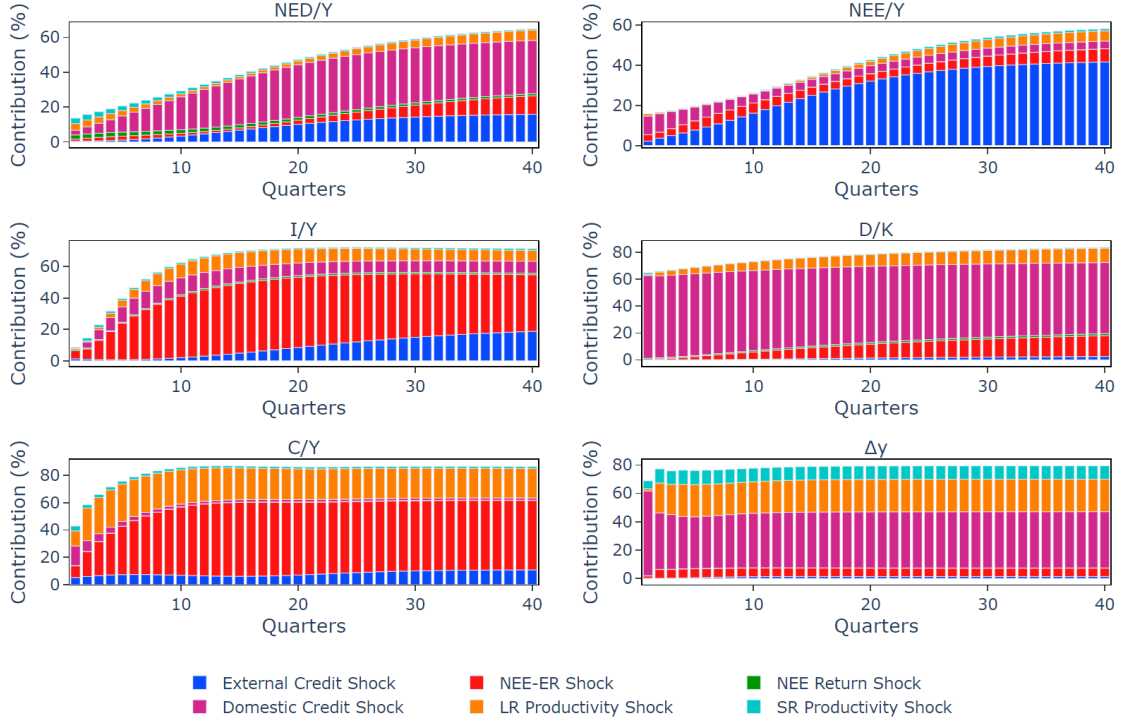 NED/Y
NEE/Y
Contribution (%)
60
40
20
0
10
20
30
40
Quarters
Contribution (%)
60
40
20
0
10
20
30
40
Quarters
I/Y
D/K
Contribution (%)
60
40
20
0
10
20
30
40
Quarters
Contribution (%)
80
60
40
20
0
10
20
30
40
Quarters
C/Y
Δy
Contribution (%)
80
60
40
20
0
10
20
30
40
Quarters
Contribution (%)
80
60
40
20
0
10
20
30
40
Quarters
External Credit Shock
NEE-ER Shock
NEE Return Shock
Domestic Credit Shock
LR Productivity Shock
SR Productivity Shock